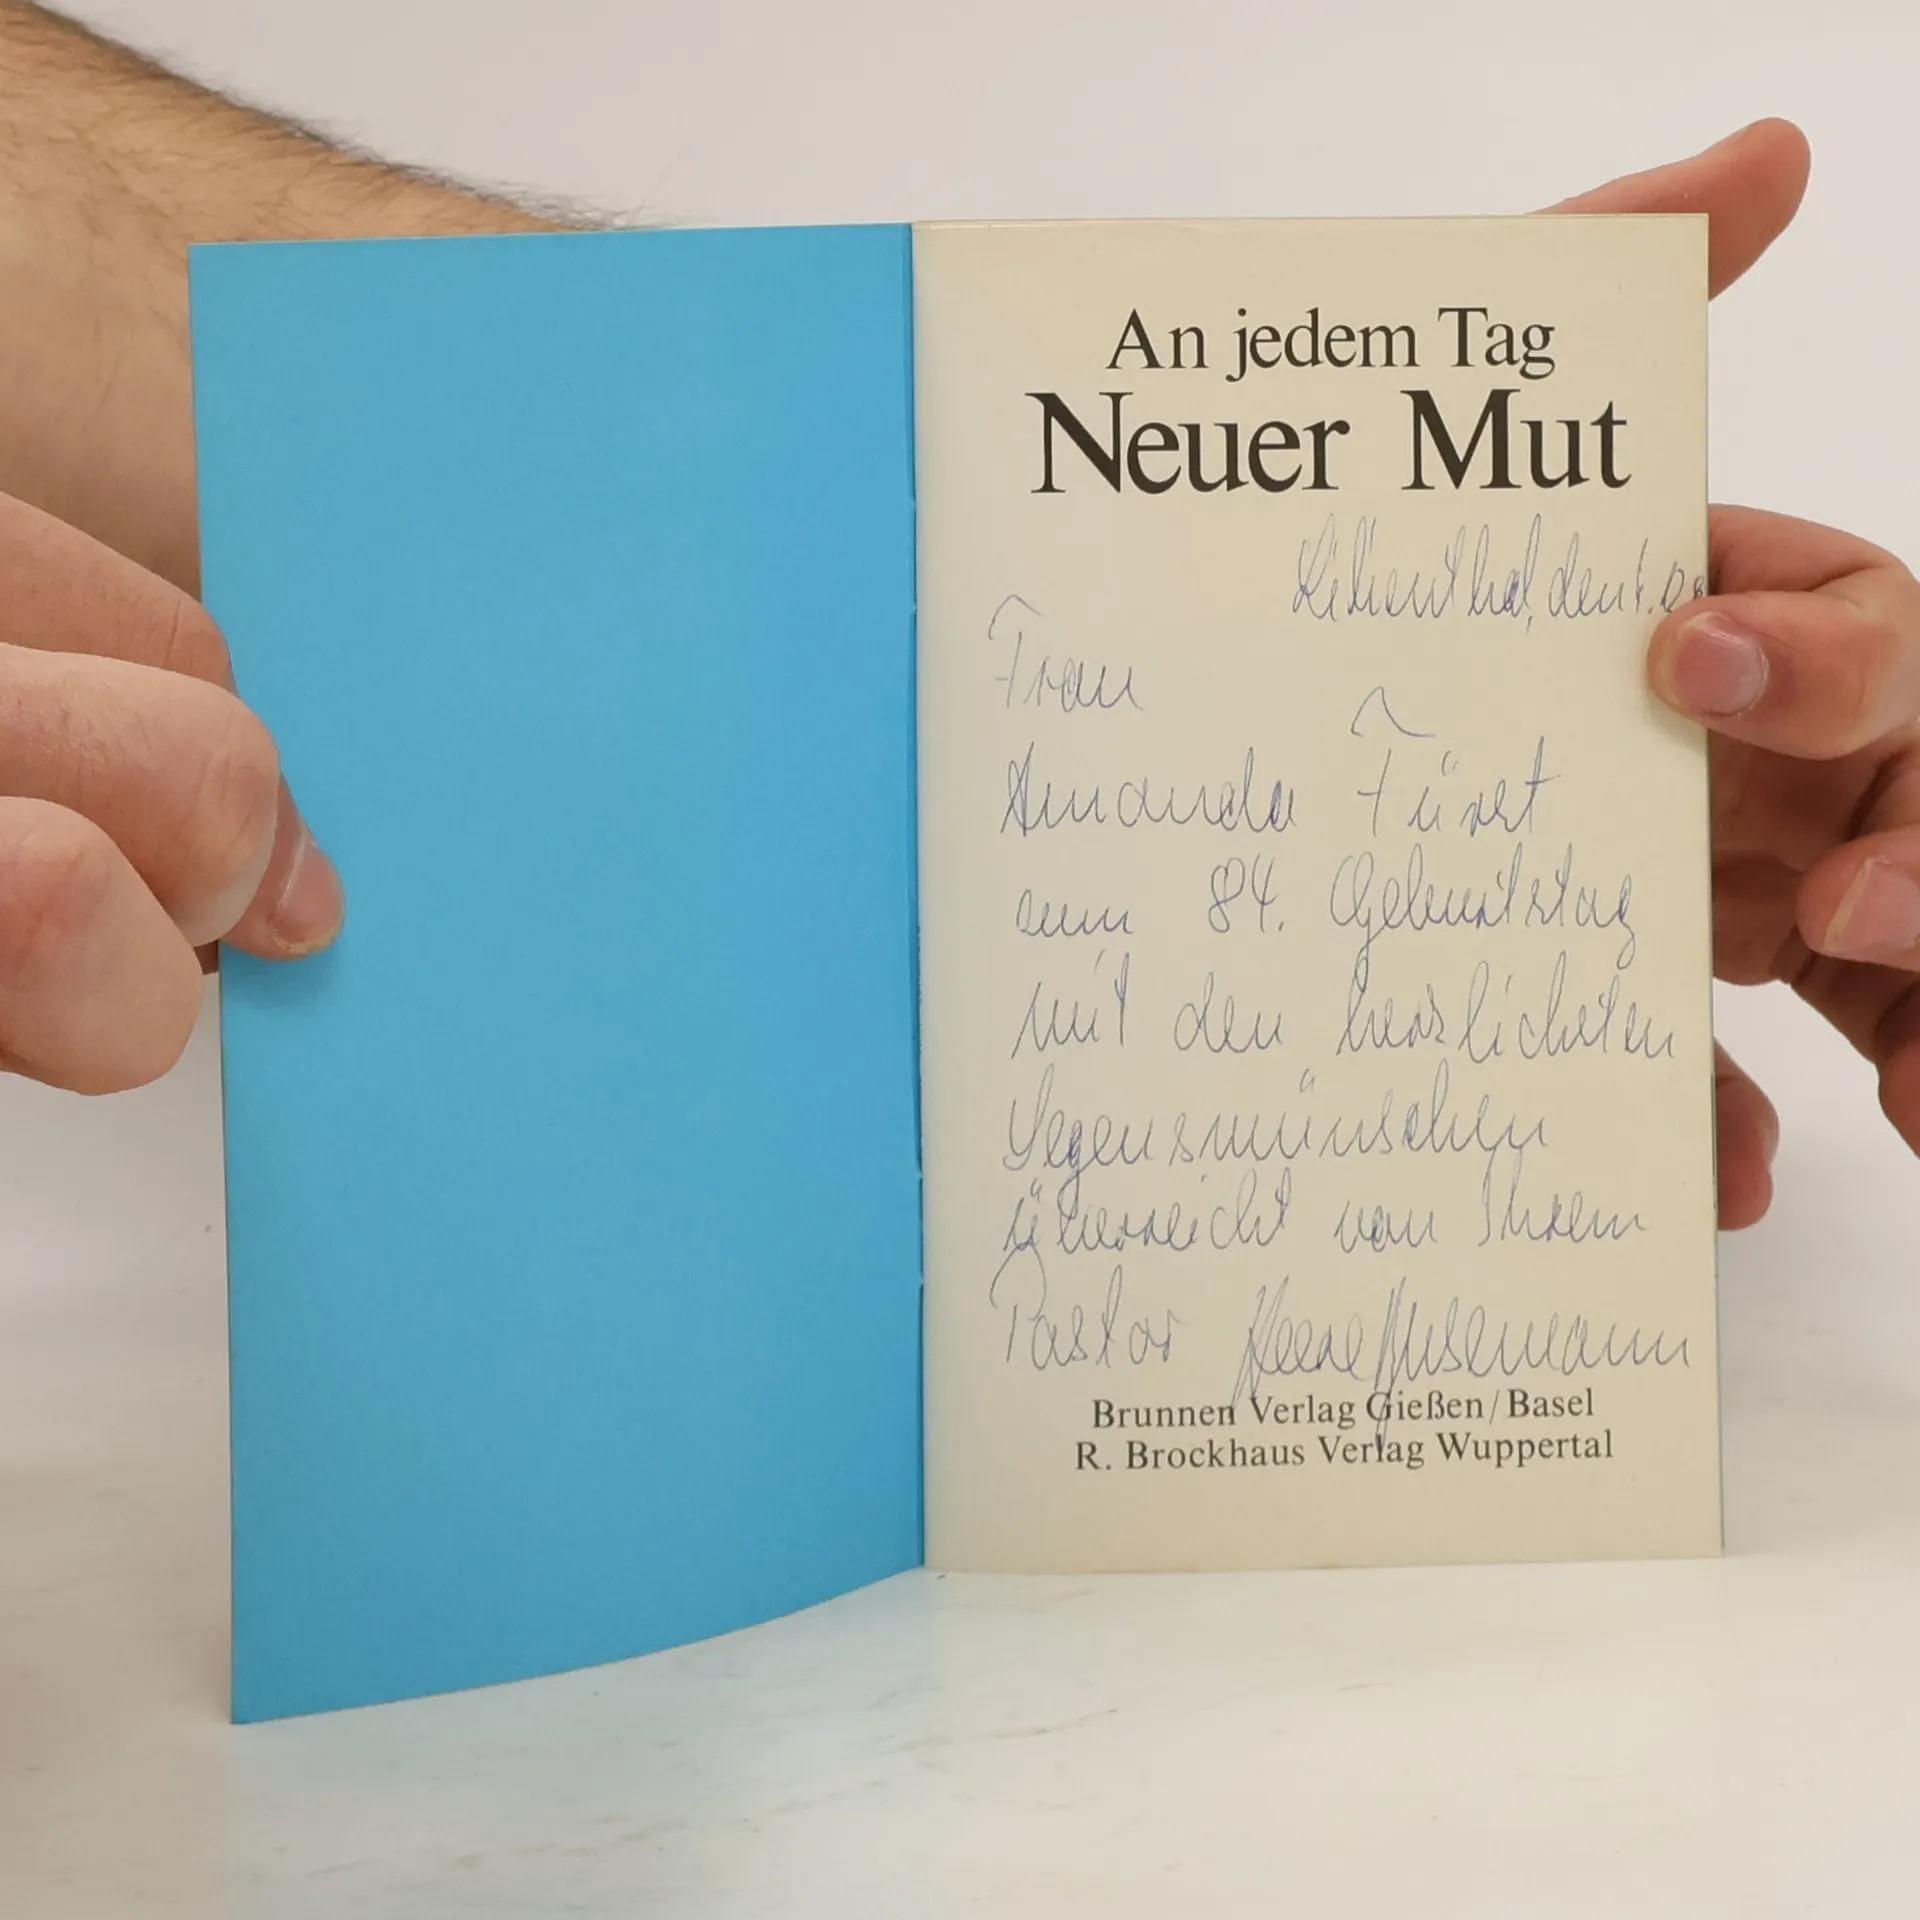 An jedem Tag
Neuer Mut
Lilienthal, den
Frau
Amanda Fürst
zum 84. Geburtstag
mit den herzlichsten
Segenswünschen
überreicht von Ihrem
Pastor
Brunnen Verlag Gießen/Basel
R. Brockhaus Verlag Wuppertal